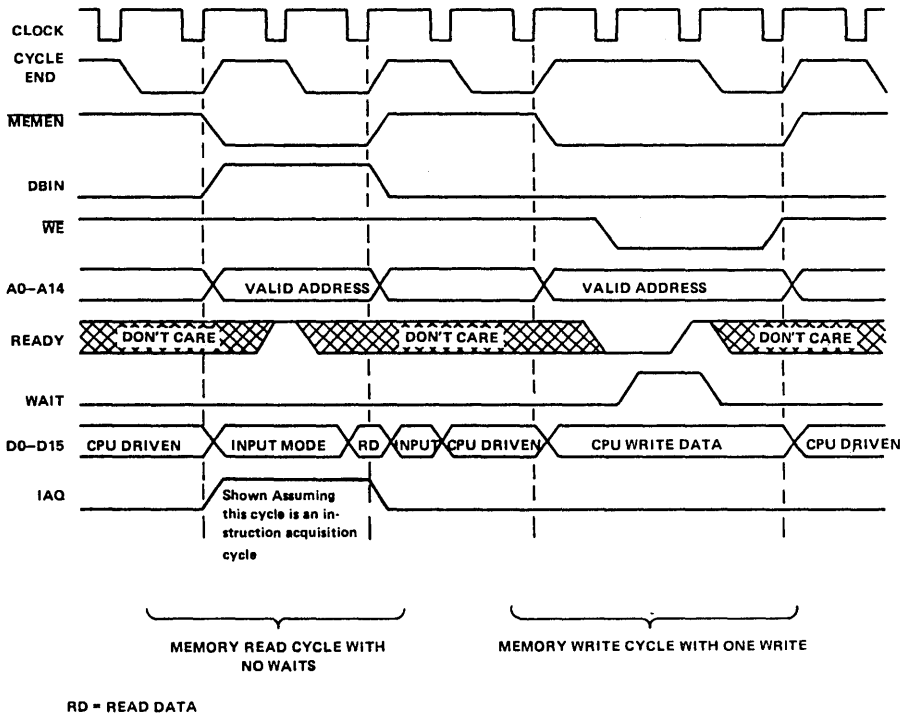 CLOCK
CYCLE
END
MEMEN
DBIN
WE
A0–A14 VALID ADDRESS VALID ADDRESS
READY DON'T CARE DON'T CARE DON'T CARE
WAIT
D0–D15 CPU DRIVEN INPUT MODE RD INPUT CPU DRIVEN CPU WRITE DATA CPU DRIVEN
IAQ
Shown Assuming
this cycle is an in-
struction acquisition
cycle
MEMORY READ CYCLE WITH
NO WAITS
MEMORY WRITE CYCLE WITH ONE WRITE
RD = READ DATA